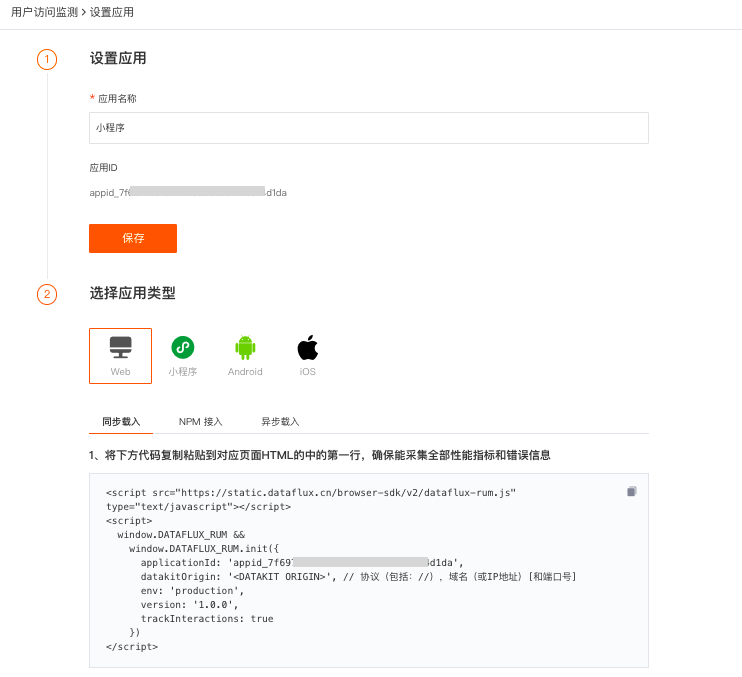 用户访问监测 > 设置应用
1
设置应用
* 应用名称
小程序
应用ID
appid_7f d1da
保存
2
选择应用类型
Web 小程序 Android iOS
同步载入 NPM 接入 异步载入
1、将下方代码复制粘贴到对应页面HTML的中的第一行，确保能采集全部性能指标和错误信息
<script src="https://static.dataflux.cn/browser-sdk/v2/dataflux-rum.js"
type="text/javascript"></script>
<script>
window.DATAFLUX_RUM &&
window.DATAFLUX_RUM.init({
applicationId: 'appid_7f697 d1da',
datakitOrigin: '<DATAKIT ORIGIN>', // 协议（包括：//），域名（或IP地址）[和端口号]
env: 'production',
version: '1.0.0',
trackInteractions: true
})
</script>